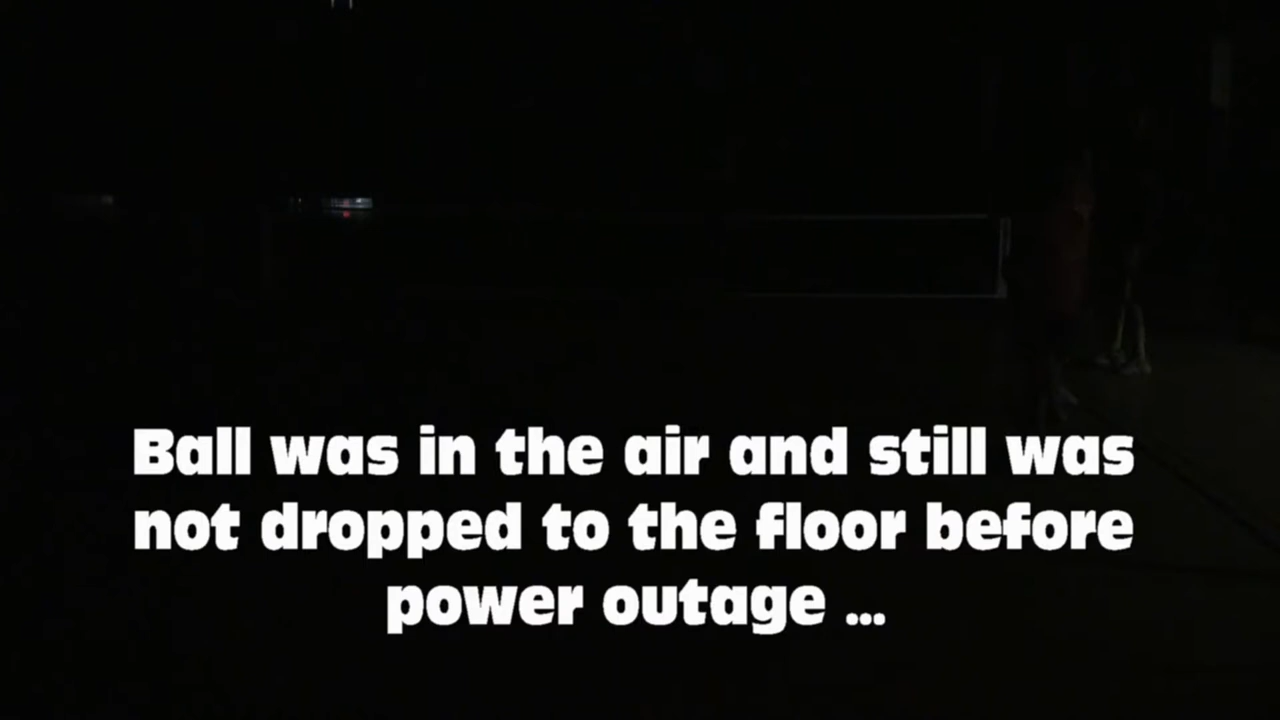 Ball was in the air and still was
not dropped to the floor before
power outage ...